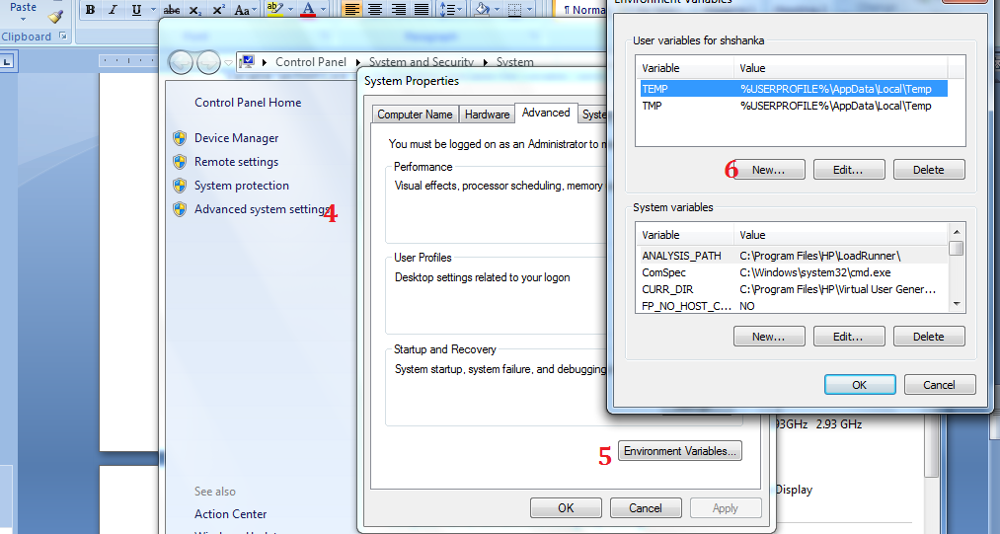 Paste
B I U abc x₂ x² Aa ab A
¶ Norma
Clipboard
L
Control Panel System and Security System
Control Panel Home
Device Manager
Remote settings
System protection
Advanced system settings
4
See also
Action Center
System Properties
Computer Name Hardware Advanced Syste
You must be logged on as an Administrator to m
Performance
Visual effects, processor scheduling, memory
User Profiles
Desktop settings related to your logon
Startup and Recovery
System startup, system failure, and debugging
5 Environment Variables...
OK Cancel Apply
Environment Variables
User variables for shshanka
Variable Value
TEMP %USERPROFILE%\AppData\Local\Temp
TMP %USERPROFILE%\AppData\Local\Temp
6 New... Edit... Delete
System variables
Variable Value
ANALYSIS_PATH C:\Program Files\HP\LoadRunner\
ComSpec C:\Windows\system32\cmd.exe
CURR_DIR C:\Program Files\HP\Virtual User Gener...
FP_NO_HOST_C... NO
New... Edit... Delete
OK Cancel
93GHz 2.93 GHz
Display